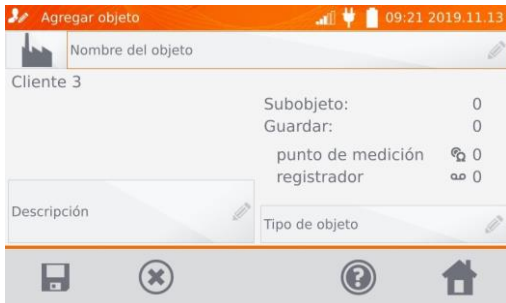 Agregar objeto 09:21 2019.11.13
Nombre del objeto
Cliente 3
Subobjeto: 0
Guardar: 0
punto de medición 0
registrador 0
Descripción
Tipo de objeto